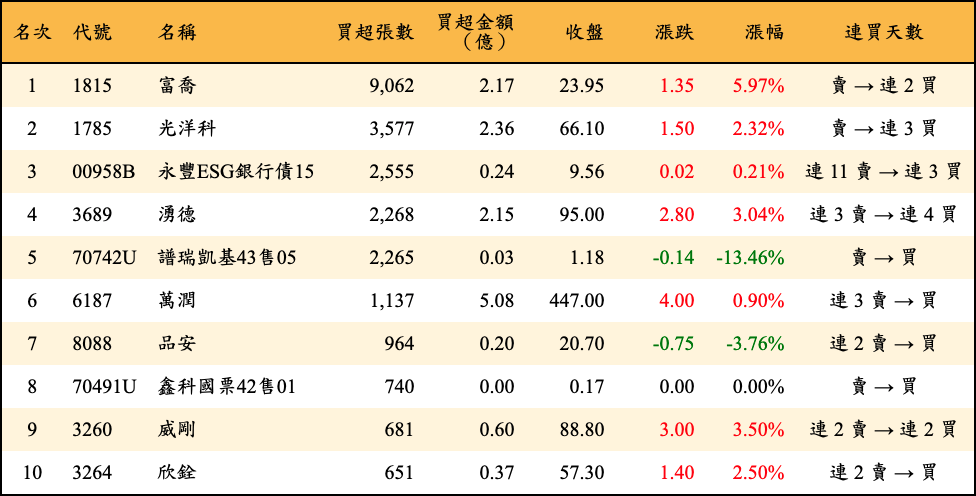 名次 代號 名稱 買超張數 買超金額（億） 收盤 漲跌 漲幅 連買天數
1 1815 富喬 9,062 2.17 23.95 1.35 5.97% 賣 → 連 2 買
2 1785 光洋科 3,577 2.36 66.10 1.50 2.32% 賣 → 連 3 買
3 00958B 永豐ESG銀行債15 2,555 0.24 9.56 0.02 0.21% 連 11 賣 → 連 3 買
4 3689 湧德 2,268 2.15 95.00 2.80 3.04% 連 3 賣 → 連 4 買
5 70742U 譜瑞凱基43售05 2,265 0.03 1.18 -0.14 -13.46% 賣 → 買
6 6187 萬潤 1,137 5.08 447.00 4.00 0.90% 連 3 賣 → 買
7 8088 品安 964 0.20 20.70 -0.75 -3.76% 連 2 賣 → 買
8 70491U 鑫科國票42售01 740 0.00 0.17 0.00 0.00% 賣 → 買
9 3260 威剛 681 0.60 88.80 3.00 3.50% 連 2 賣 → 連 2 買
10 3264 欣銓 651 0.37 57.30 1.40 2.50% 連 2 賣 → 買